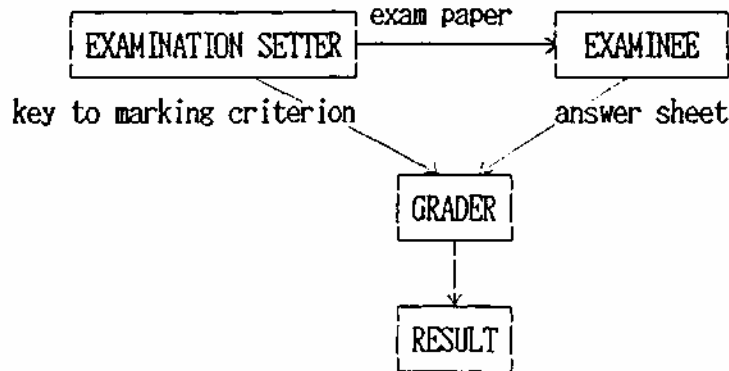 exam paper
EXAMINATION SETTER
EXAMINEE
key to marking criterion
answer sheet
GRADER
RESULT